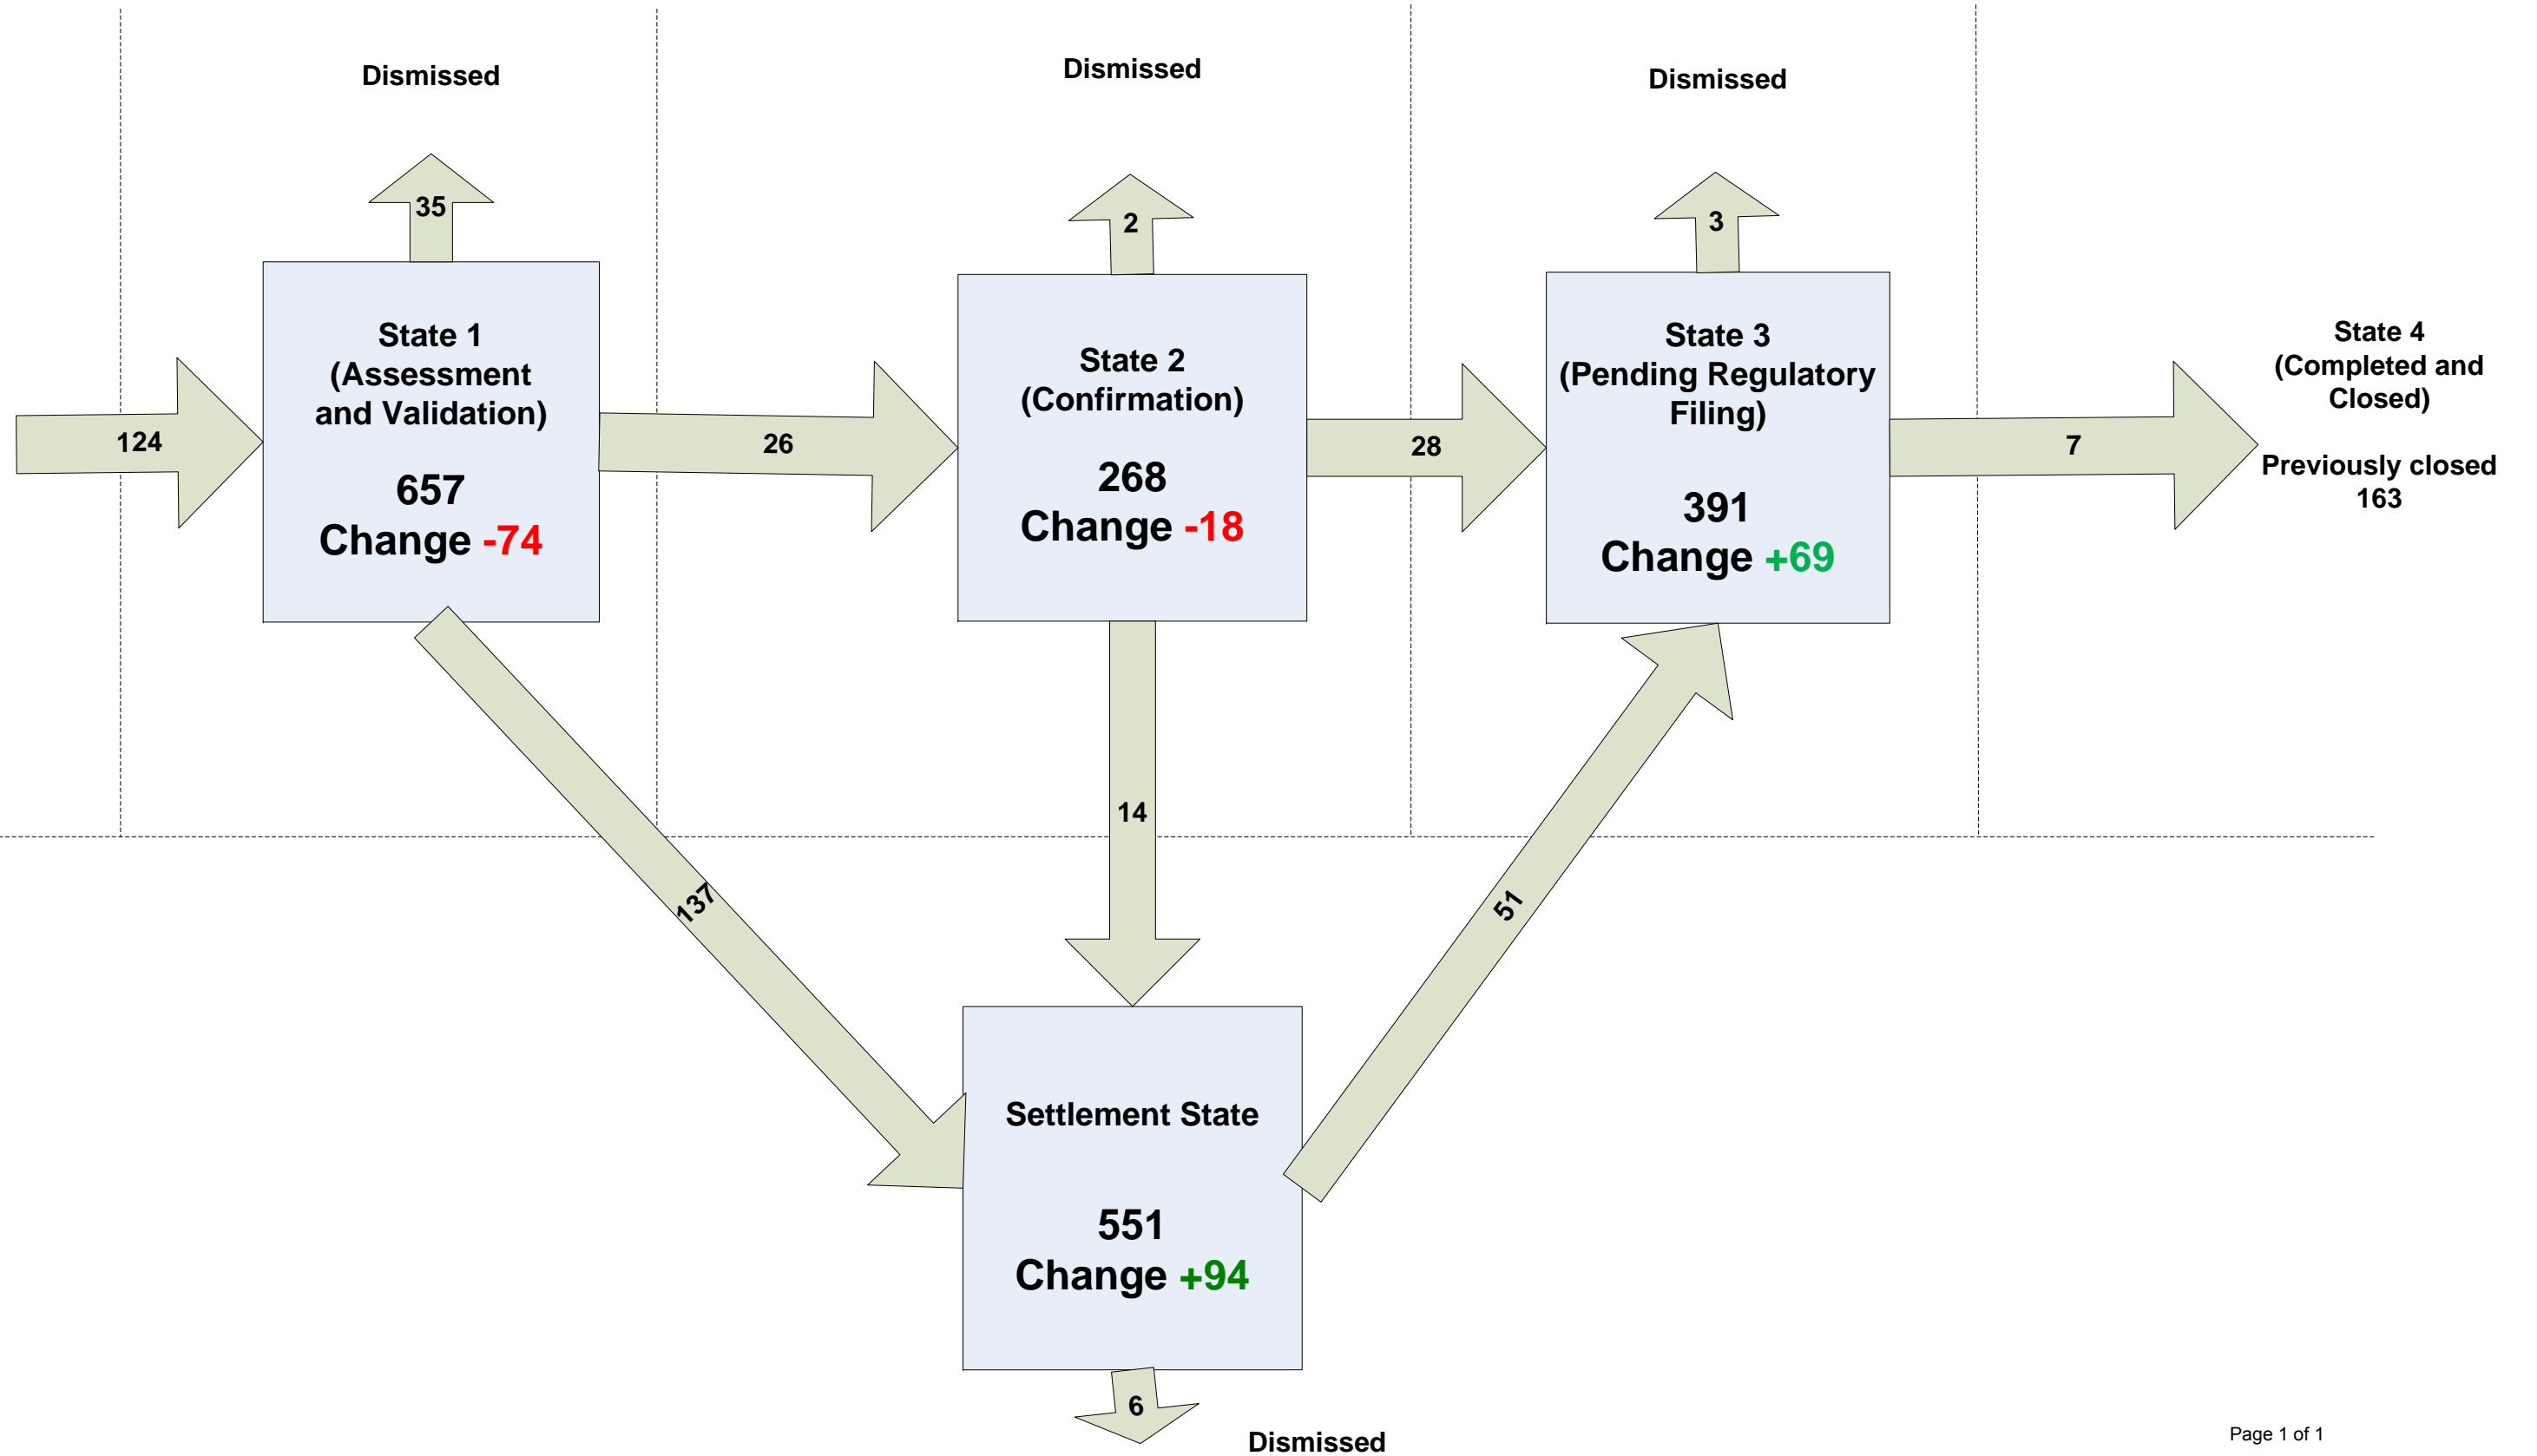 Dismissed
Dismissed
Dismissed
35
2
3
124
State 1
(Assessment
and Validation)
657
Change -74
26
State 2
(Confirmation)
268
Change -18
28
State 3
(Pending Regulatory
Filing)
391
Change +69
7
State 4
(Completed and
Closed)
Previously closed
163
137
14
51
Settlement State
551
Change +94
6
Dismissed
Page 1 of 1